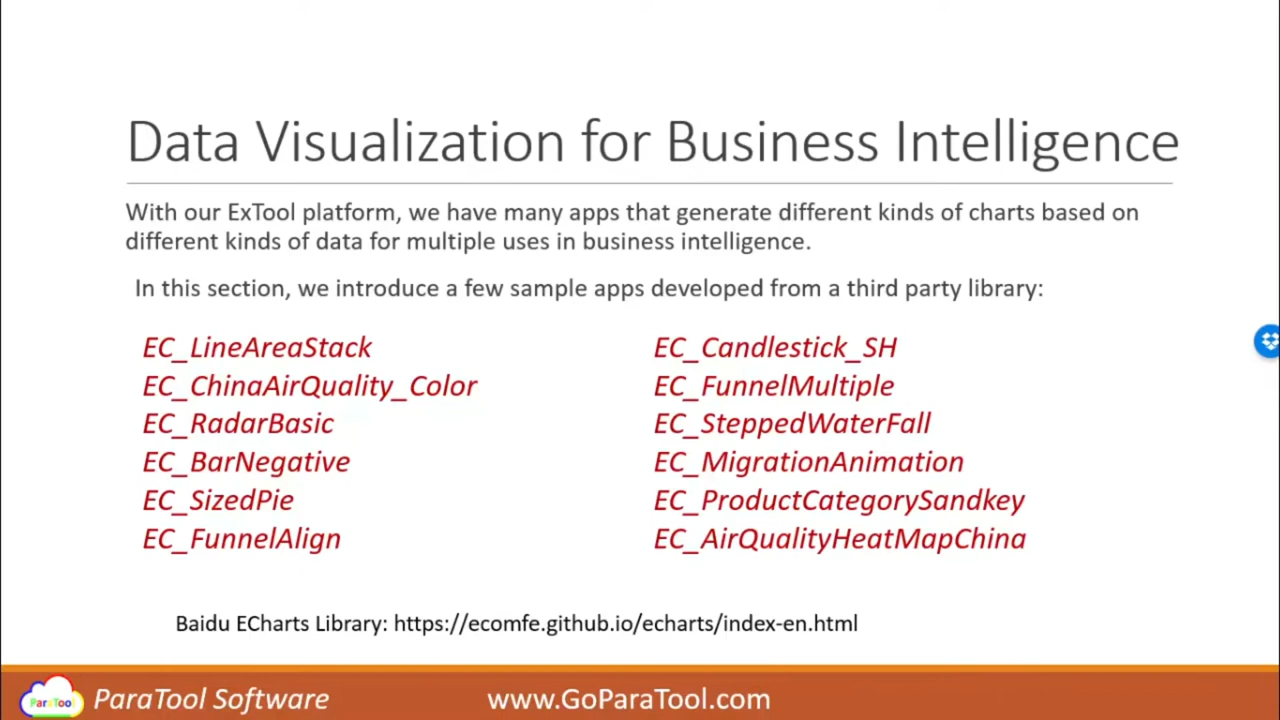 Data Visualization for Business Intelligence
With our ExTool platform, we have many apps that generate different kinds of charts based on
different kinds of data for multiple uses in business intelligence.
In this section, we introduce a few sample apps developed from a third party library:
EC_LineAreaStack
EC_ChinaAirQuality_Color
EC_RadarBasic
EC_BarNegative
EC_SizedPie
EC_FunnelAlign
EC_Candlestick_SH
EC_FunnelMultiple
EC_SteppedWaterFall
EC_MigrationAnimation
EC_ProductCategorySandkey
EC_AirQualityHeatMapChina
Baidu ECharts Library: https://ecomfe.github.io/echarts/index-en.html
ParaTool
ParaTool Software
www.GoParaTool.com